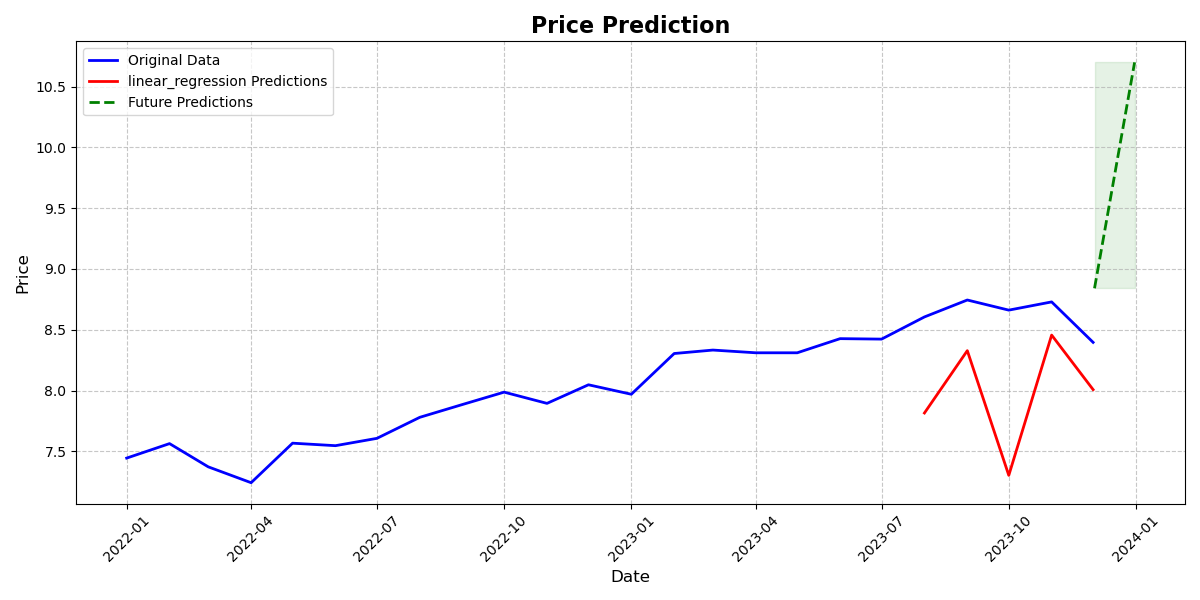 Price Prediction
Original Data
linear_regression Predictions
Future Predictions
Price
10.5
10.0
9.5
9.0
8.5
8.0
7.5
2022-01
2022-04
2022-07
2022-10
2023-01
2023-04
2023-07
2023-10
2024-01
Date